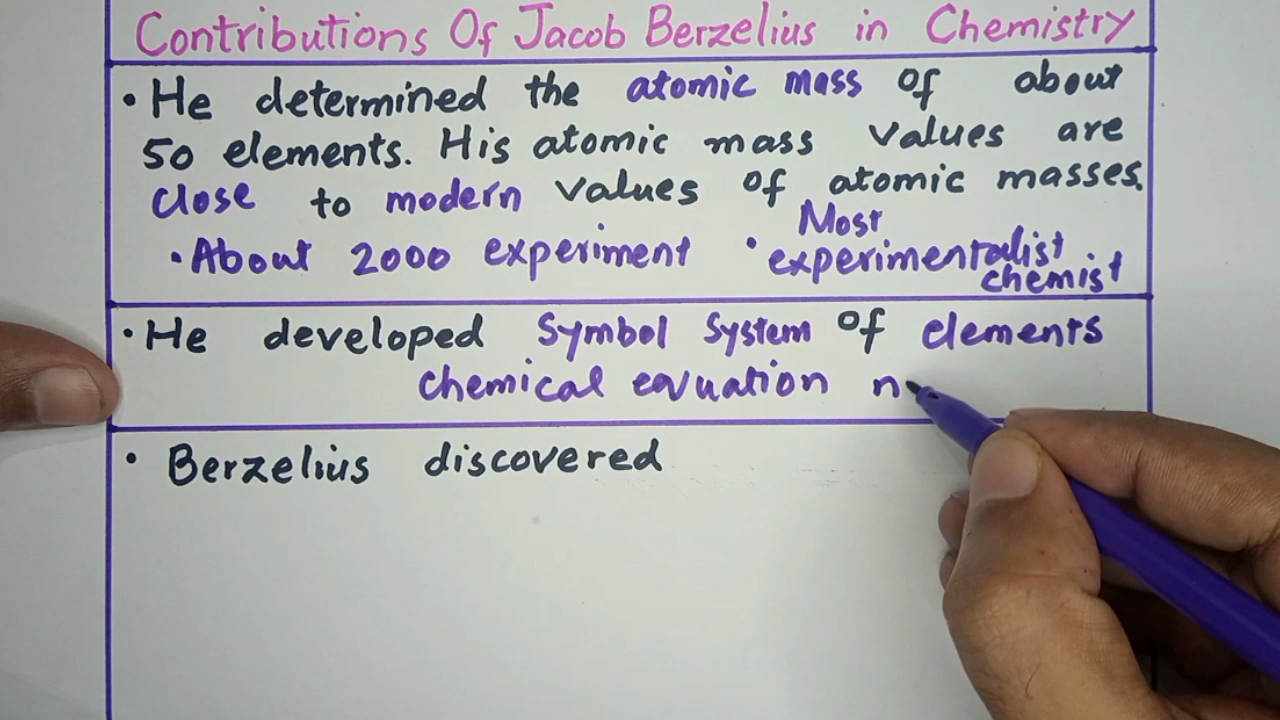 Contributions Of Jacob Berzelius in Chemistry
• He determined the atomic mass of about
50 elements. His atomic mass values are
close to modern values of atomic masses.
• About 2000 experiment • Most
experimentalist
chemist
• He developed Symbol System of elements
chemical equation n
• Berzelius discovered